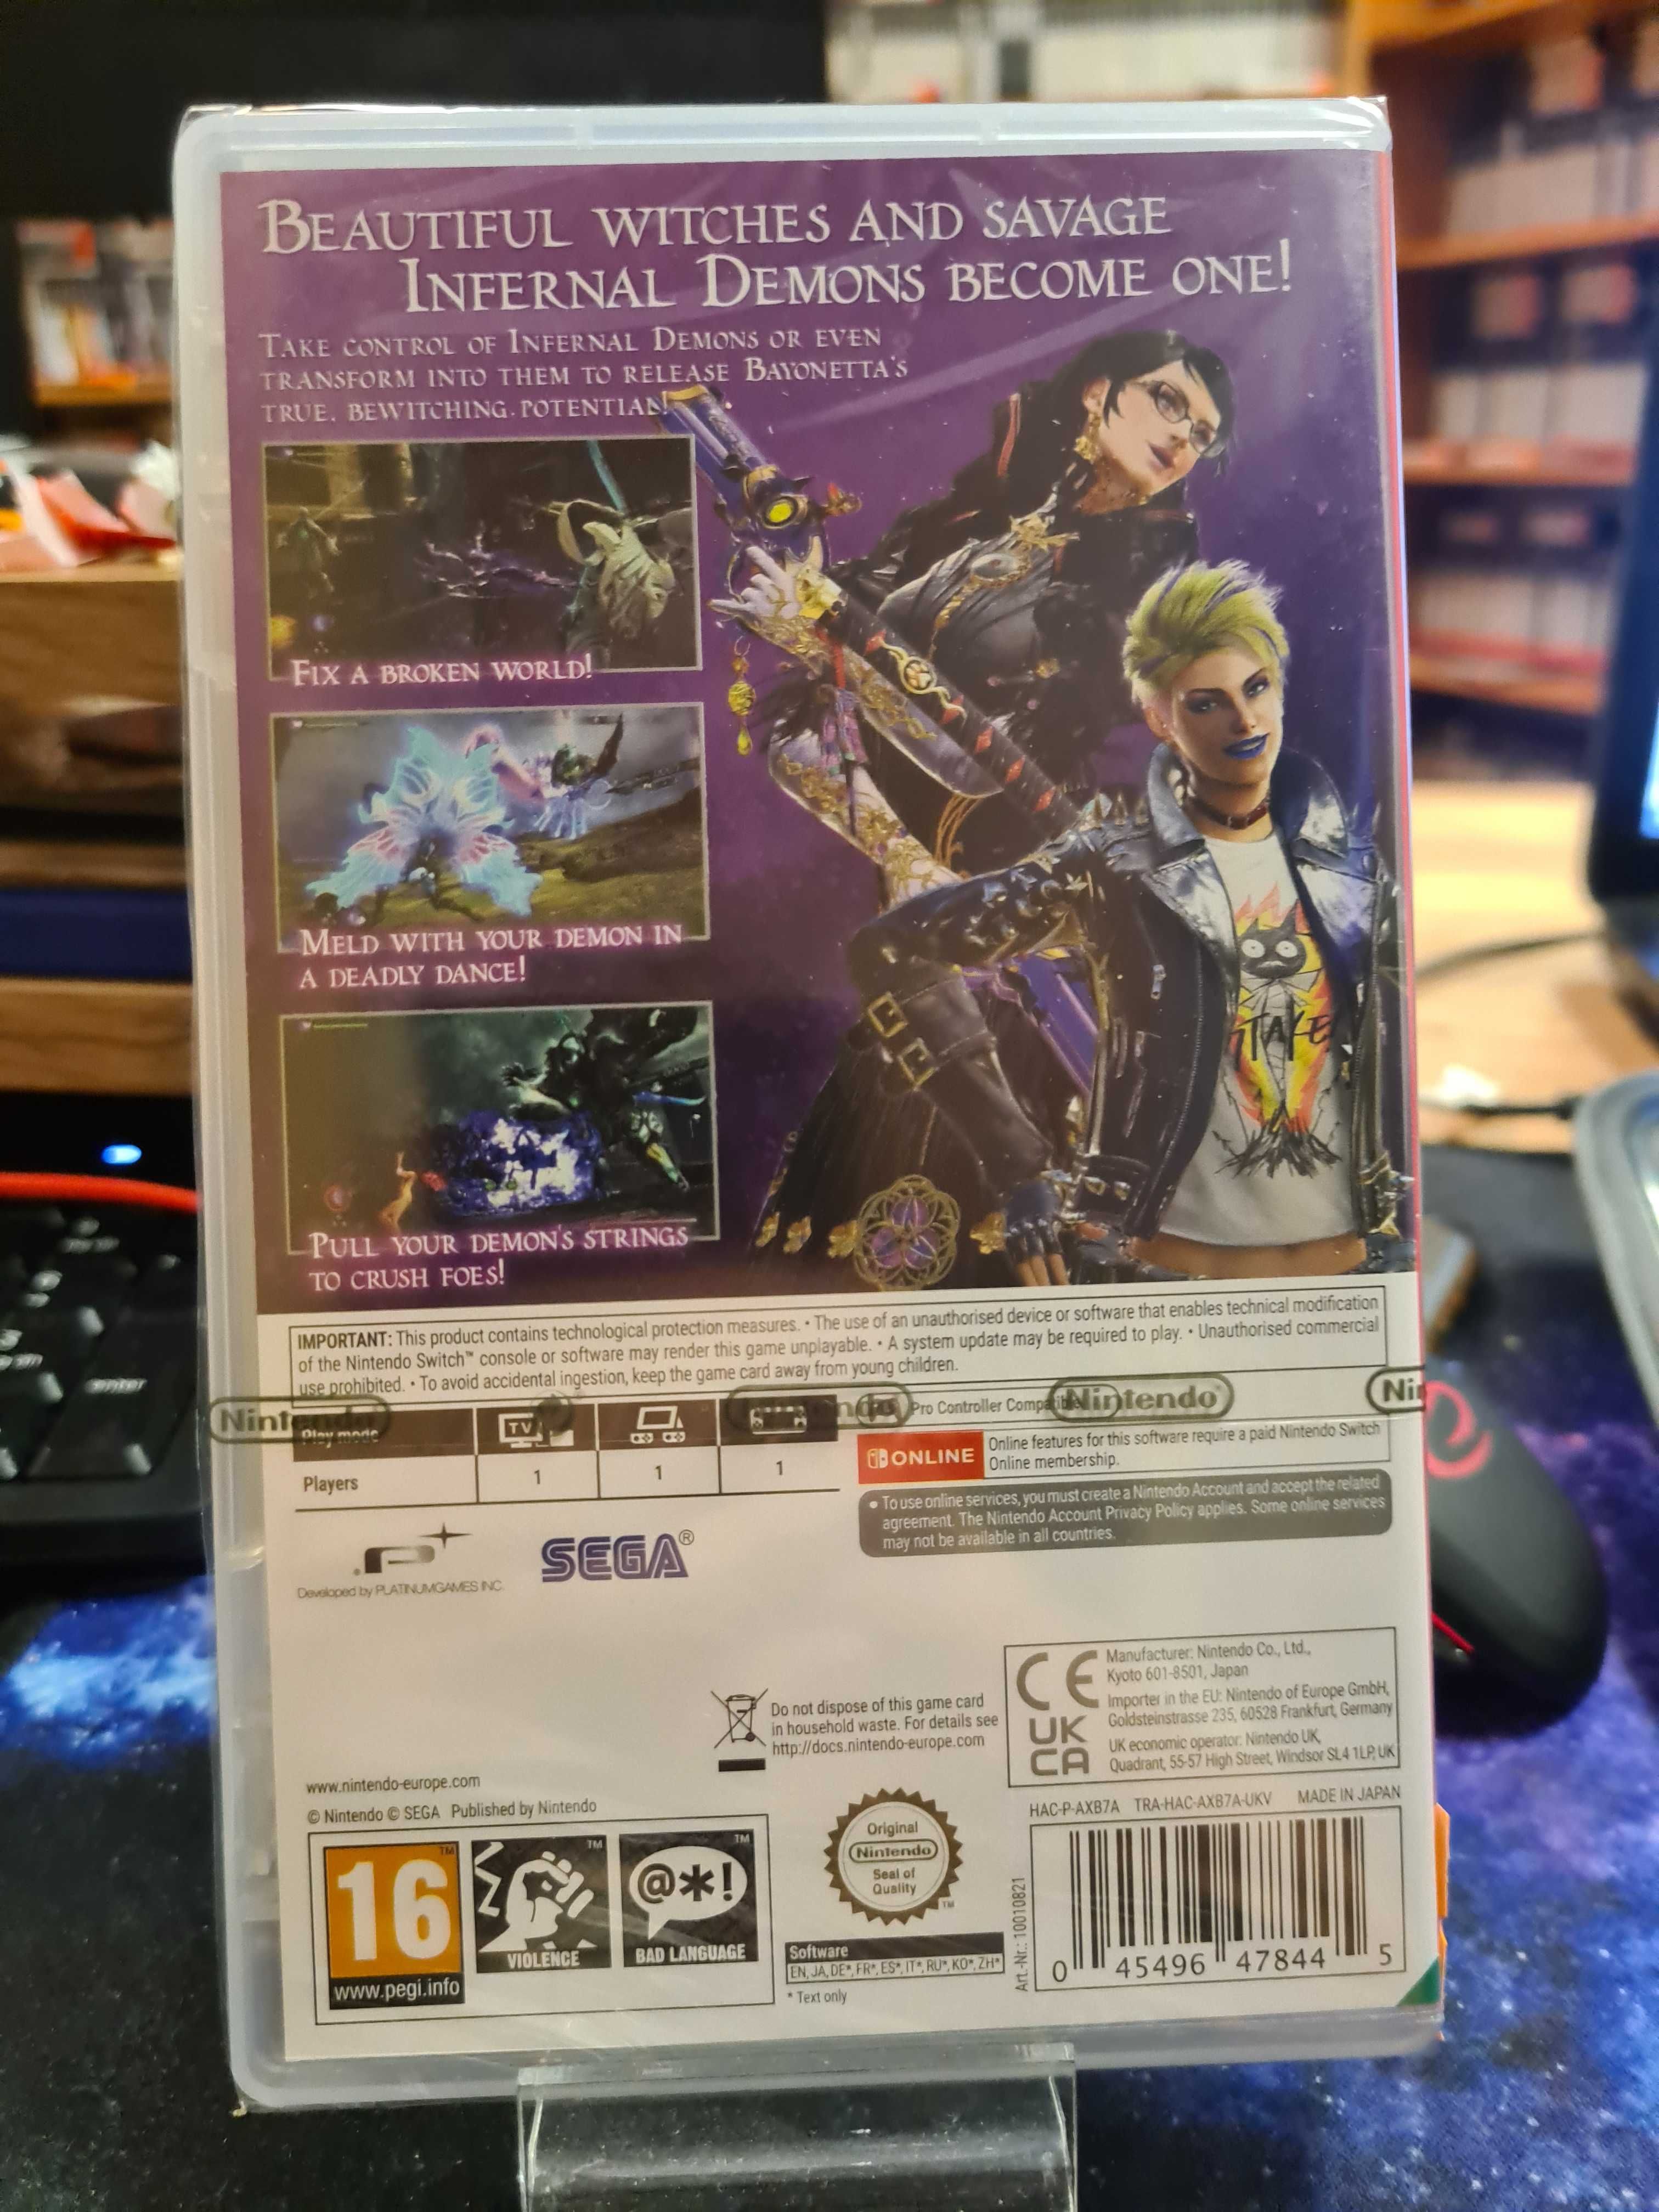 BEAUTIFUL WITCHES AND SAVAGE
INFERNAL DEMONS BECOME ONE!
TAKE CONTROL OF INFERNAL DEMONS OR EVEN
TRANSFORM INTO THEM TO RELEASE BAYONETTA'S
TRUE, BEWITCHING POTENTIAL!
FIX A BROKEN WORLD!
MELD WITH YOUR DEMON IN
A DEADLY DANCE!
PULL YOUR DEMON'S STRINGS
TO CRUSH FOES!
TAKE
IMPORTANT: This product contains technological protection measures. • The use of an unauthorised device or software that enables technical modification
of the Nintendo Switch™ console or software may render this game unplayable. • A system update may be required to play. • Unauthorised commercial
use prohibited. • To avoid accidental ingestion, keep the game card away from young children.
Nintendo
Nintendo
Ni
Play mode
TV
Pro Controller Compatible
Players 1 1 1
ONLINE
Online features for this software require a paid Nintendo Switch
Online membership.
• To use online services, you must create a Nintendo Account and accept the related
agreement. The Nintendo Account Privacy Policy applies. Some online services
may not be available in all countries.
Developed by PLATINUMGAMES INC.
SEGA®
Do not dispose of this game card
in household waste. For details see
http://docs.nintendo-europe.com
CE
UK
CA
Manufacturer: Nintendo Co., Ltd.,
Kyoto 601-8501, Japan
Importer in the EU: Nintendo of Europe GmbH,
Goldsteinstrasse 235, 60528 Frankfurt, Germany
UK economic operator: Nintendo UK,
Quadrant, 55-57 High Street, Windsor SL4 1LP, UK
www.nintendo-europe.com
© Nintendo © SEGA Published by Nintendo
HAC-P-AXB7A TRA-HAC-AXB7A-UKV MADE IN JAPAN
16™
www.pegi.info
™
VIOLENCE
™
@*!
BAD LANGUAGE
Original
Nintendo
Seal of
Quality
™
Software
EN, JA, DE*, FR*, ES*, IT*, RU*, KO*, ZH*
* Text only
Art.-Nr.: 10010821
0 45496 47844 5
enter